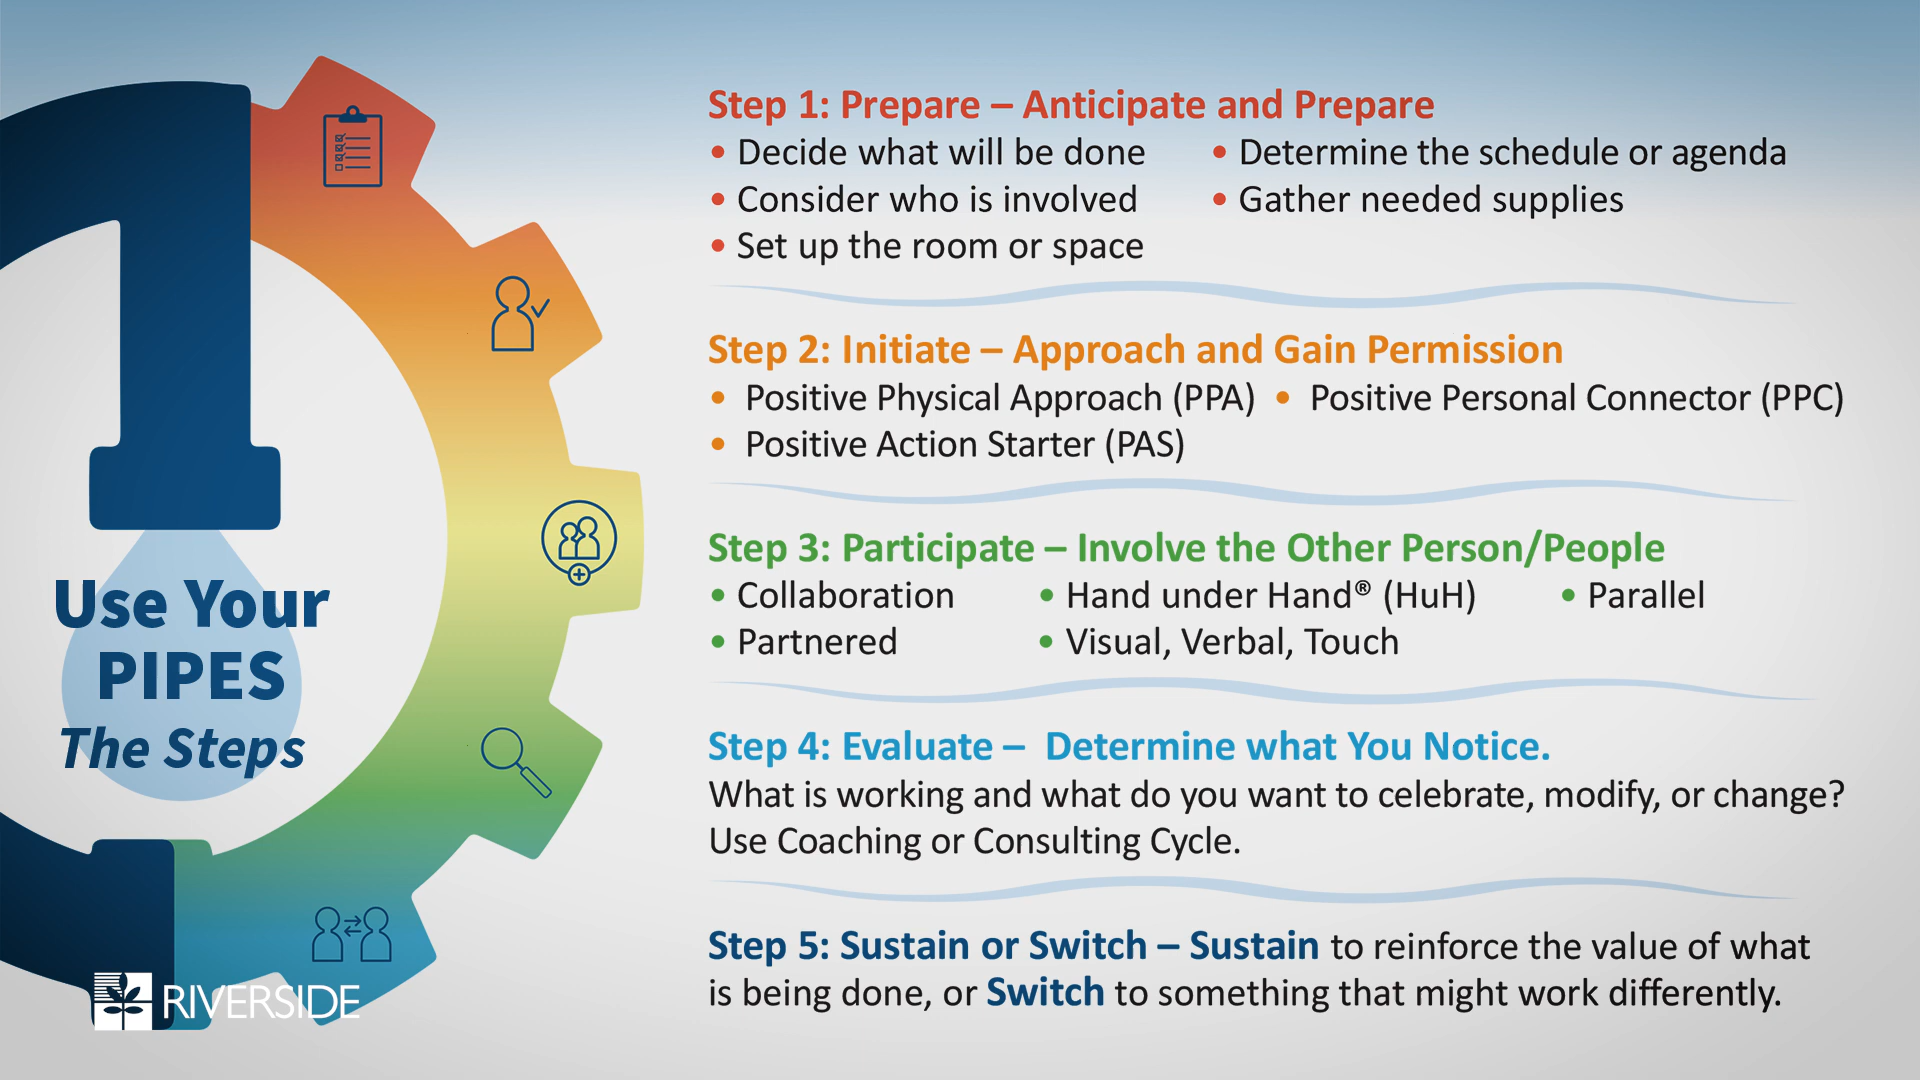 1
Use Your
PIPES
The Steps
RIVERSIDE
Step 1: Prepare – Anticipate and Prepare
• Decide what will be done • Determine the schedule or agenda
• Consider who is involved • Gather needed supplies
• Set up the room or space
Step 2: Initiate – Approach and Gain Permission
• Positive Physical Approach (PPA) • Positive Personal Connector (PPC)
• Positive Action Starter (PAS)
Step 3: Participate – Involve the Other Person/People
• Collaboration • Hand under Hand® (HuH) • Parallel
• Partnered • Visual, Verbal, Touch
Step 4: Evaluate – Determine what You Notice.
What is working and what do you want to celebrate, modify, or change?
Use Coaching or Consulting Cycle.
Step 5: Sustain or Switch – Sustain to reinforce the value of what
is being done, or Switch to something that might work differently.